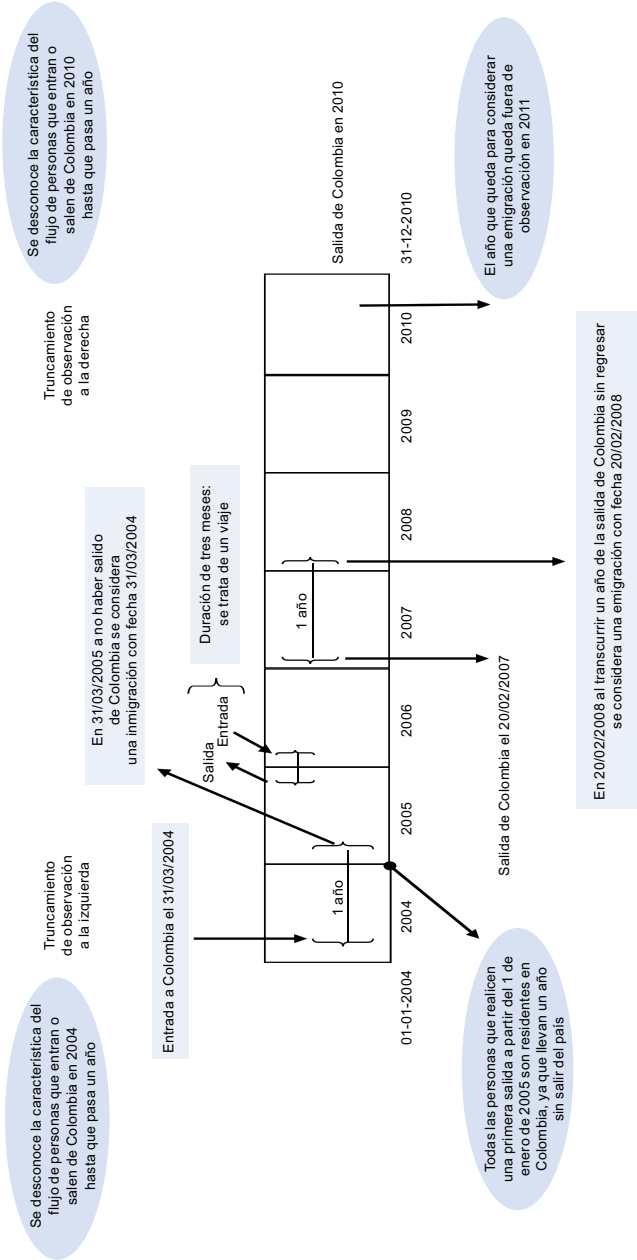 Se desconoce la característica del
flujo de personas que entran o
salen de Colombia en 2004
hasta que pasa un año
Truncamiento
de observación
a la izquierda
Truncamiento
de observación
a la derecha
Se desconoce la característica del
flujo de personas que entran o
salen de Colombia en 2010
hasta que pasa un año
Entrada a Colombia el 31/03/2004
En 31/03/2005 a no haber salido
de Colombia se considera
una inmigración con fecha 31/03/2004
Duración de tres meses:
se trata de un viaje
Salida
Entrada
1 año
1 año
Salida de Colombia en 2010
01-01-2004
2004
2005
2006
2007
2008
2009
2010
31-12-2010
Todas las personas que realicen
una primera salida a partir del 1 de
enero de 2005 son residentes en
Colombia, ya que llevan un año
sin salir del país
Salida de Colombia el 20/02/2007
El año que queda para considerar
una emigración queda fuera de
observación en 2011
En 20/02/2008 al transcurrir un año de la salida de Colombia sin regresar
se considera una emigración con fecha 20/02/2008